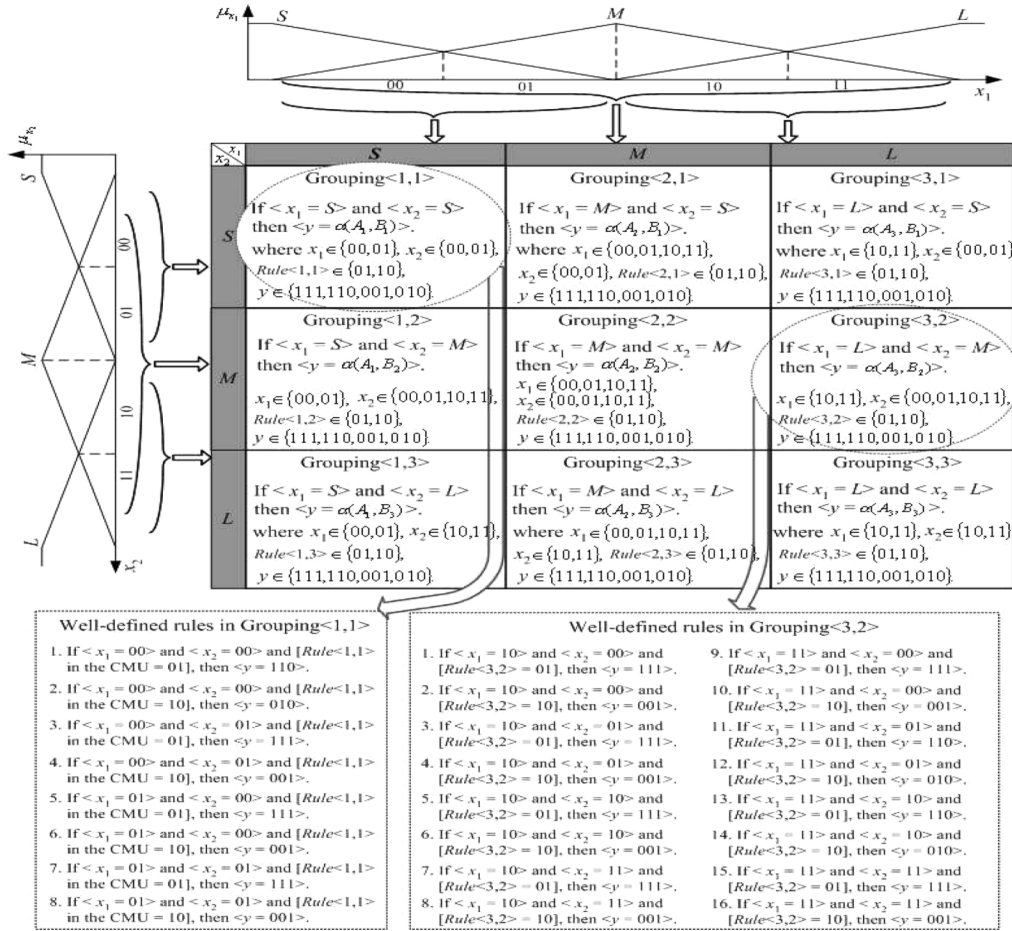 μx₁
S
M
L
00
01
10
11
x₁
μx₂
S
00
01
M
10
11
L
x₂
x₁
x₂
S
M
L
S
Grouping<1,1>
If < x₁ = S> and < x₂ = S>
then <y = α(A₁,B₁)>.
where x₁∈{00,01}, x₂∈{00,01},
Rule<1,1> ∈ {01,10},
y ∈ {111,110,001,010}.
Grouping<2,1>
If < x₁ = M> and < x₂ = S>
then <y = α(A₂,B₁)>.
where x₁∈{00,01,10,11},
x₂∈{00,01}, Rule<2,1> ∈ {01,10},
y ∈ {111,110,001,010}.
Grouping<3,1>
If < x₁ = L> and < x₂ = S>
then <y = α(A₃,B₁)>.
where x₁∈{10,11}, x₂∈{00,01}
Rule<3,1> ∈ {01,10},
y ∈ {111,110,001,010}
M
Grouping<1,2>
If < x₁ = S> and < x₂ = M>
then <y = α(A₁,B₂)>.
x₁∈{00,01}, x₂∈{00,01,10,11},
Rule<1,2> ∈ {01,10},
y ∈ {111,110,001,010}.
Grouping<2,2>
If < x₁ = M> and < x₂ = M>
then <y = α(A₂,B₂)>.
x₁∈{00,01,10,11},
x₂∈{00,01,10,11},
Rule<2,2> ∈ {01,10},
y ∈ {111,110,001,010}.
Grouping<3,2>
If < x₁ = L> and < x₂ = M>
then <y = α(A₃,B₂)>.
x₁∈{10,11}, x₂∈{00,01,10,11},
Rule<3,2> ∈ {01,10},
y ∈ {111,110,001,010}.
L
Grouping<1,3>
If < x₁ = S> and < x₂ = L>
then <y = α(A₁,B₃)>.
where x₁∈{00,01}, x₂∈{10,11},
Rule<1,3> ∈ {01,10},
y ∈ {111,110,001,010}.
Grouping<2,3>
If < x₁ = M> and < x₂ = L>
then <y = α(A₂,B₃)>.
where x₁∈{00,01,10,11},
x₂∈{10,11}, Rule<2,3> ∈ {01,10},
y ∈ {111,110,001,010}.
Grouping<3,3>
If < x₁ = L> and < x₂ = L>
then <y = α(A₃,B₃)>.
where x₁∈{10,11}, x₂∈{10,11}
Rule<3,3> ∈ {01,10},
y ∈ {111,110,001,010}.
Well-defined rules in Grouping<1,1>
1. If < x₁ = 00> and < x₂ = 00> and [Rule<1,1>
in the CMU = 01], then <y = 110>.
2. If < x₁ = 00> and < x₂ = 00> and [Rule<1,1>
in the CMU = 10], then <y = 010>.
3. If < x₁ = 00> and < x₂ = 01> and [Rule<1,1>
in the CMU = 01], then <y = 111>.
4. If < x₁ = 00> and < x₂ = 01> and [Rule<1,1>
in the CMU = 10], then <y = 001>.
5. If < x₁ = 01> and < x₂ = 00> and [Rule<1,1>
in the CMU = 01], then <y = 111>.
6. If < x₁ = 01> and < x₂ = 00> and [Rule<1,1>
in the CMU = 10], then <y = 001>.
7. If < x₁ = 01> and < x₂ = 01> and [Rule<1,1>
in the CMU = 01], then <y = 111>.
8. If < x₁ = 01> and < x₂ = 01> and [Rule<1,1>
in the CMU = 10], then <y = 001>.
Well-defined rules in Grouping<3,2>
1. If < x₁ = 10> and < x₂ = 00> and
[Rule<3,2> = 01], then <y = 111>.
2. If < x₁ = 10> and < x₂ = 00> and
[Rule<3,2> = 10], then <y = 001>.
3. If < x₁ = 10> and < x₂ = 01> and
[Rule<3,2> = 01], then <y = 111>.
4. If < x₁ = 10> and < x₂ = 01> and
[Rule<3,2> = 10], then <y = 001>.
5. If < x₁ = 10> and < x₂ = 10> and
[Rule<3,2> = 01], then <y = 111>.
6. If < x₁ = 10> and < x₂ = 10> and
[Rule<3,2> = 10], then <y = 001>.
7. If < x₁ = 10> and < x₂ = 11> and
[Rule<3,2> = 01], then <y = 111>.
8. If < x₁ = 10> and < x₂ = 11> and
[Rule<3,2> = 10], then <y = 001>.
9. If < x₁ = 11> and < x₂ = 00> and
[Rule<3,2> = 01], then <y = 111>.
10. If < x₁ = 11> and < x₂ = 00> and
[Rule<3,2> = 10], then <y = 001>.
11. If < x₁ = 11> and < x₂ = 01> and
[Rule<3,2> = 01], then <y = 110>.
12. If < x₁ = 11> and < x₂ = 01> and
[Rule<3,2> = 10], then <y = 010>.
13. If < x₁ = 11> and < x₂ = 10> and
[Rule<3,2> = 01], then <y = 110>.
14. If < x₁ = 11> and < x₂ = 10> and
[Rule<3,2> = 10], then <y = 010>.
15. If < x₁ = 11> and < x₂ = 11> and
[Rule<3,2> = 01], then <y = 111>.
16. If < x₁ = 11> and < x₂ = 11> and
[Rule<3,2> = 10], then <y = 001>.